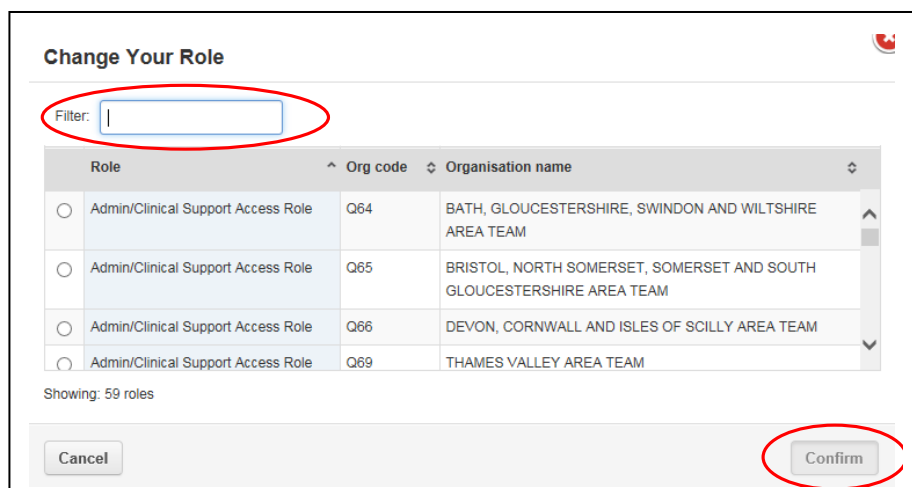 Change Your Role
Filter:
Role Org code Organisation name
Admin/Clinical Support Access Role Q64 BATH, GLOUCESTERSHIRE, SWINDON AND WILTSHIRE
AREA TEAM
Admin/Clinical Support Access Role Q65 BRISTOL, NORTH SOMERSET, SOMERSET AND SOUTH
GLOUCESTERSHIRE AREA TEAM
Admin/Clinical Support Access Role Q66 DEVON, CORNWALL AND ISLES OF SCILLY AREA TEAM
Admin/Clinical Support Access Role Q69 THAMES VALLEY AREA TEAM
Showing: 59 roles
Cancel Confirm